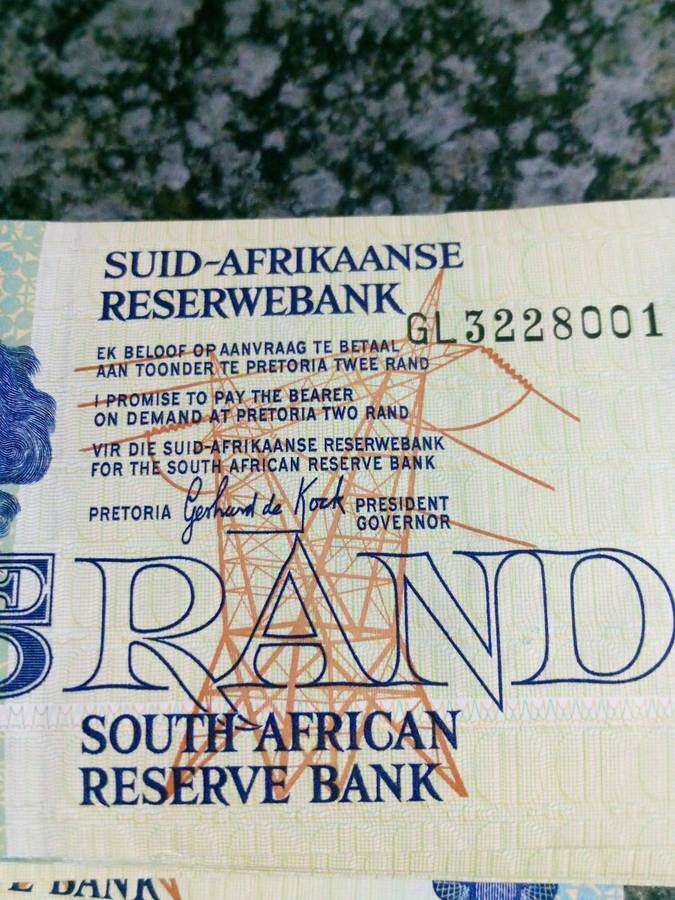 SUID-AFRIKAANSE
RESERWEBANK
GL3228001
EK BELOOF OP AANVRAAG TE BETAAL
AAN TOONDER TE PRETORIA TWEE RAND
I PROMISE TO PAY THE BEARER
ON DEMAND AT PRETORIA TWO RAND
VIR DIE SUID-AFRIKAANSE RESERWEBANK
FOR THE SOUTH AFRICAN RESERVE BANK
PRETORIA Gerhard de Kock PRESIDENT
GOVERNOR
RAND
SOUTH AFRICAN
RESERVE BANK
E BANK